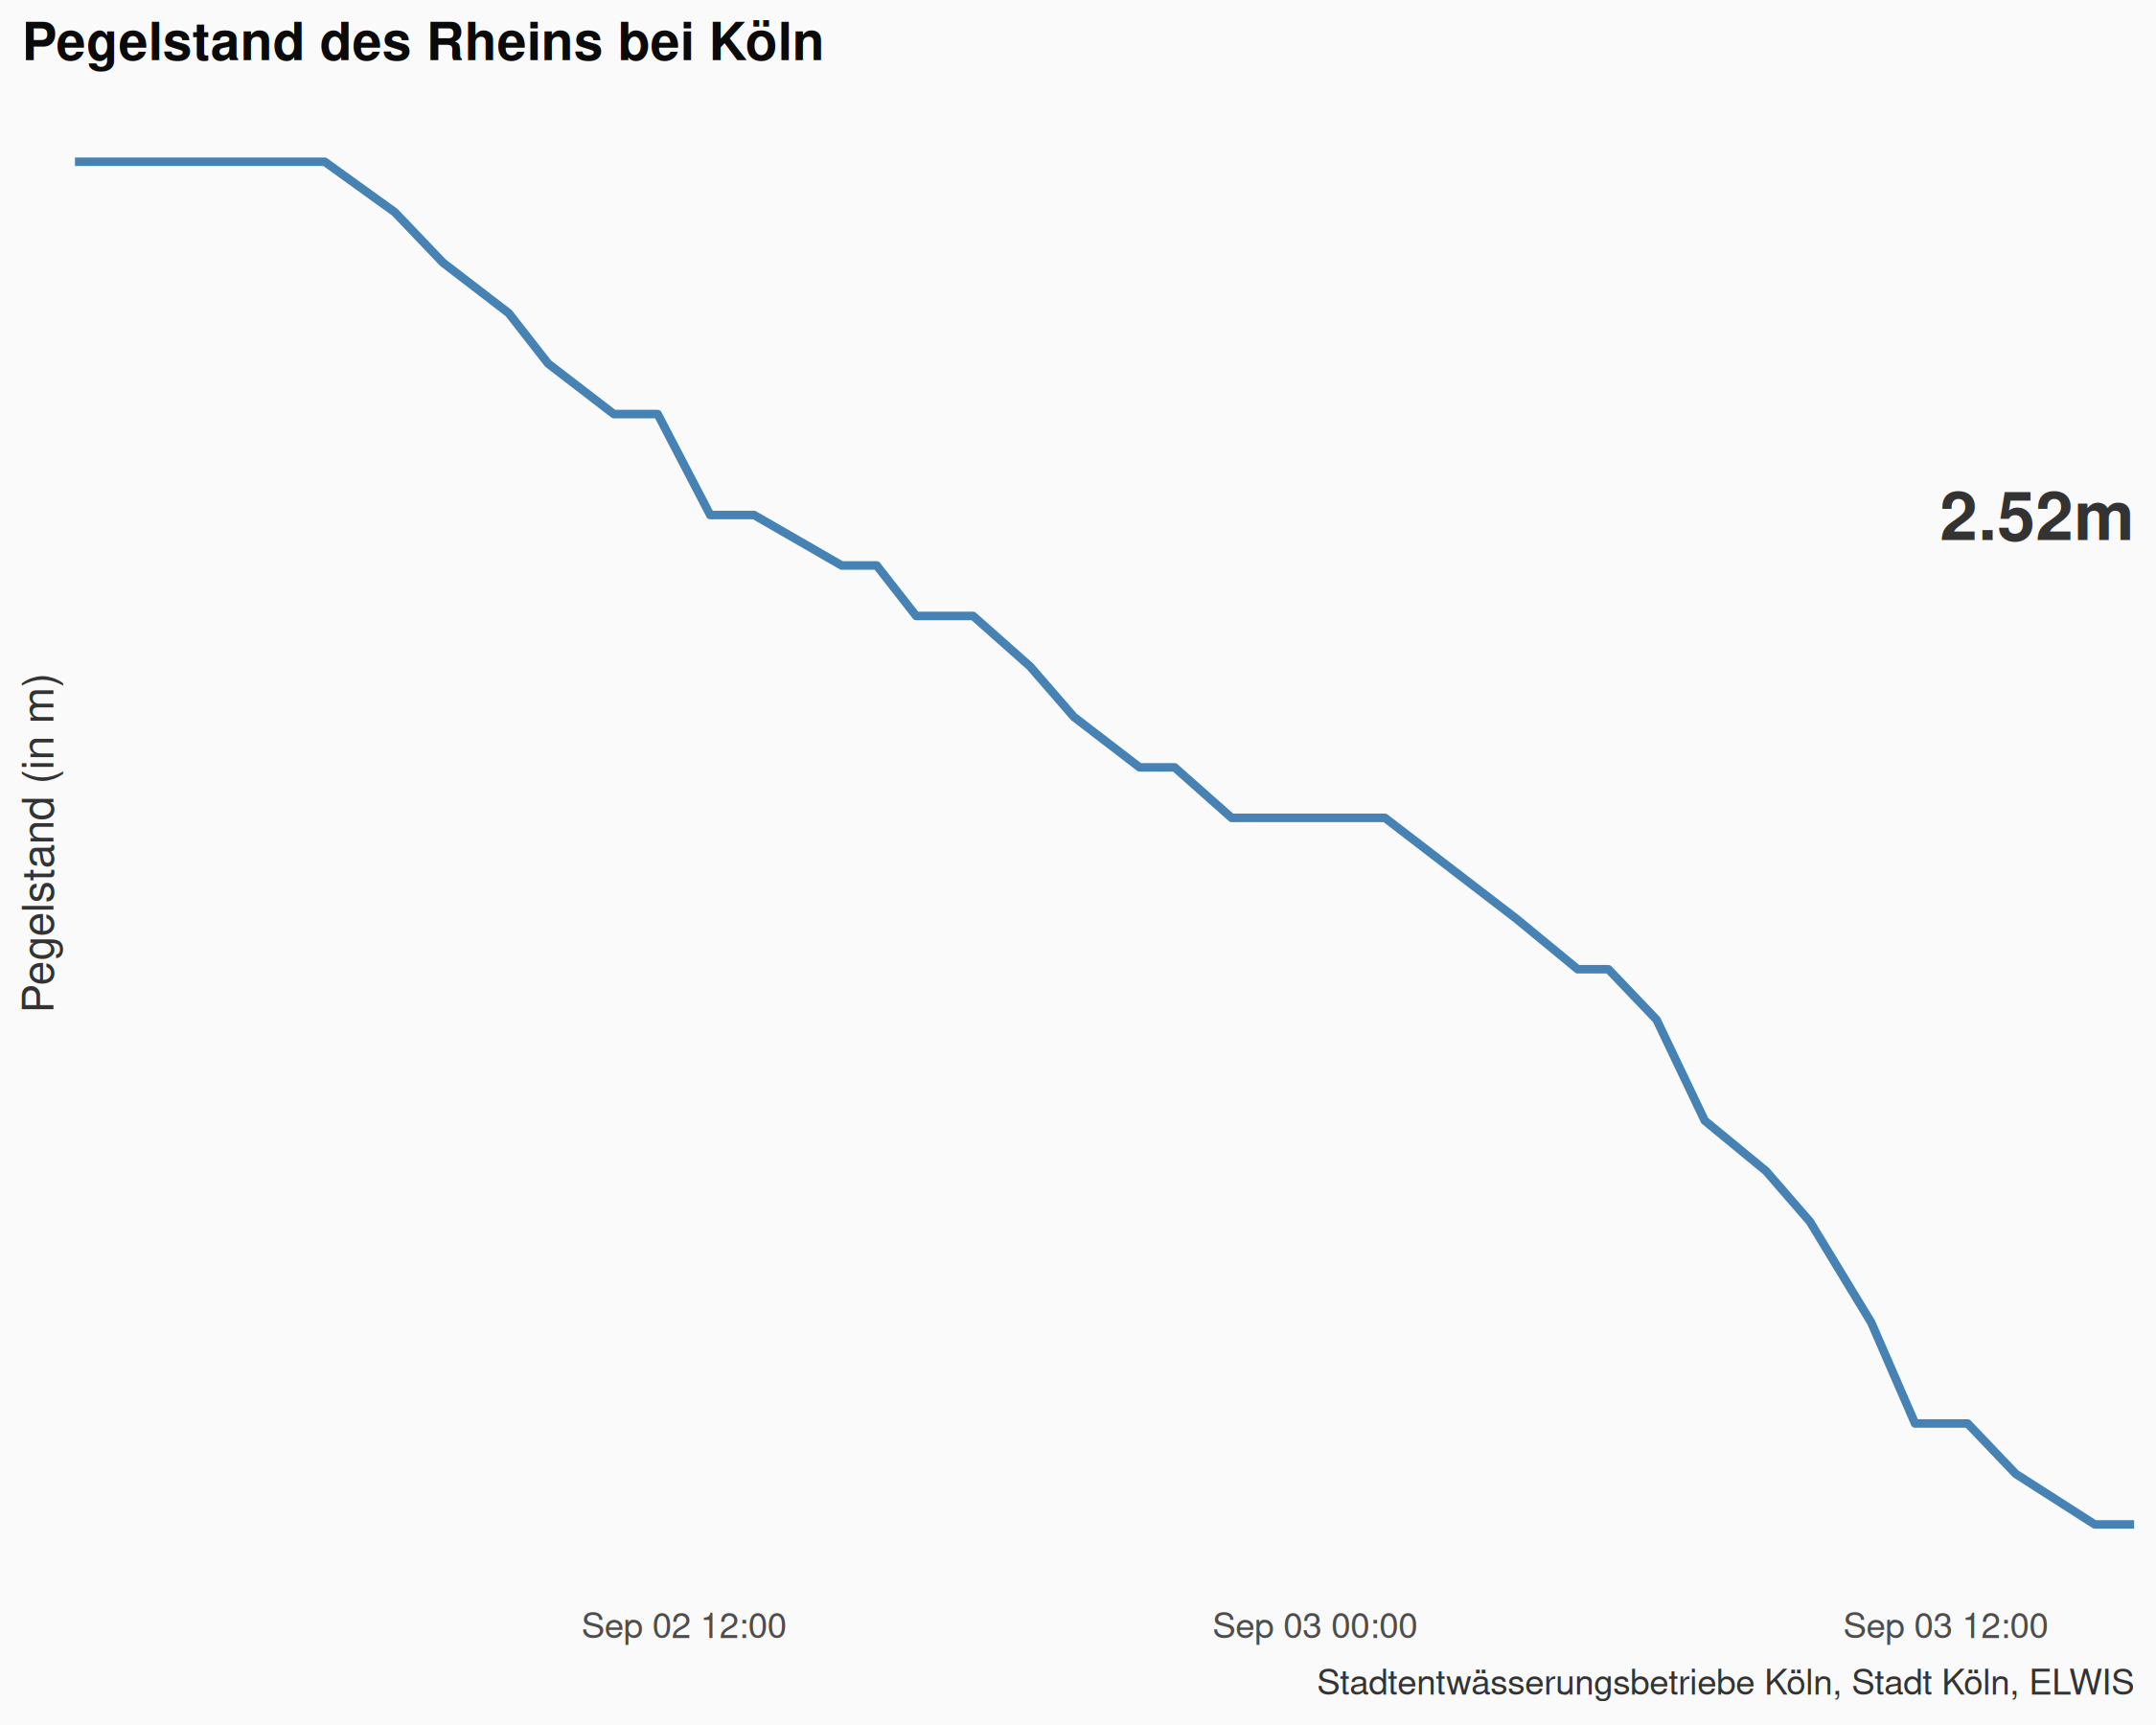 Pegelstand des Rheins bei Köln
2.52m
Pegelstand (in m)
Sep 02 12:00
Sep 03 00:00
Sep 03 12:00
Stadtentwässerungsbetriebe Köln, Stadt Köln, ELWIS